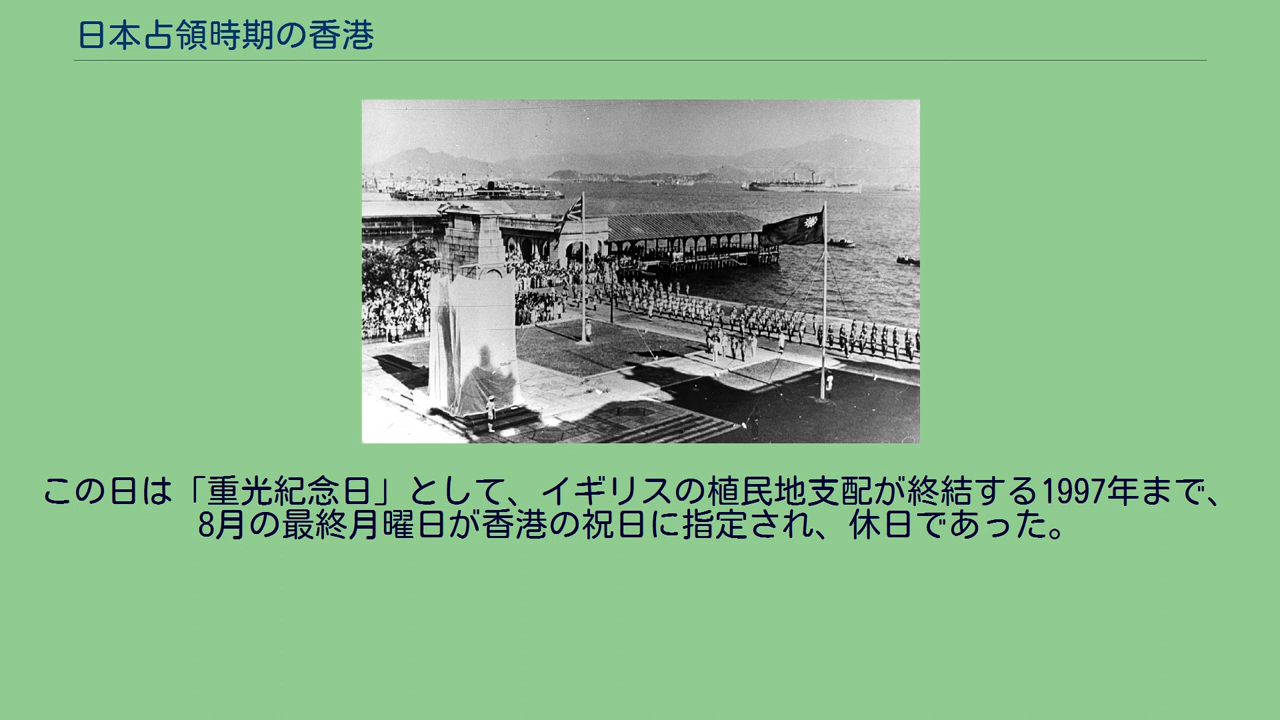 日本占領時期の香港
この日は「重光紀念日」として、イギリスの植民地支配が終結する1997年まで、
8月の最終月曜日が香港の祝日に指定され、休日であった。